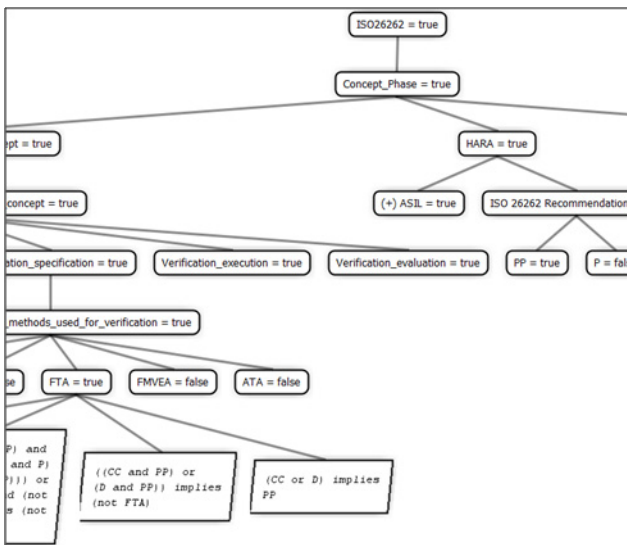 ISO26262 = true
Concept_Phase = true
ept = true
HARA = true
concept = true
(+) ASIL = true
ISO 26262 Recommendation
ation_specification = true
Verification_execution = true
Verification_evaluation = true
PP = true
P = fal
_methods_used_for_verification = true
se
FTA = true
FMVEA = false
ATA = false
P) and
and P)
P))) or
d (not
s (not
((CC and PP) or
(D and PP)) implies
(not FTA)
(CC or D) implies
PP